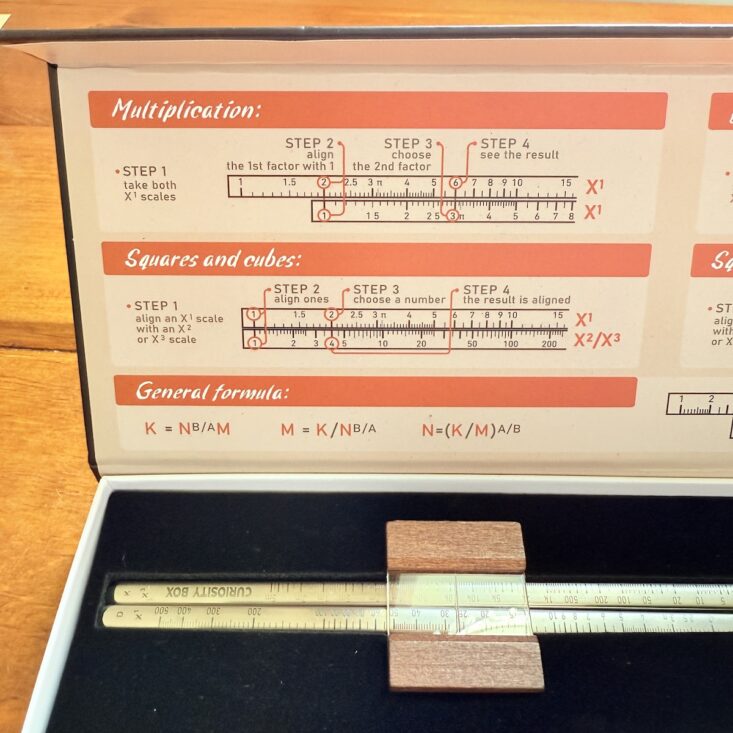 Multiplication:
STEP 1
take both
X¹ scales
STEP 2
align
the 1st factor with 1
STEP 3
choose
the 2nd factor
STEP 4
see the result
1 1.5 2 2.5 3 π 4 5 6 7 8 9 10 15 X¹
1 1 5 2 2 5 3 π 4 5 6 7 8 X¹
Squares and cubes:
STEP 1
align an X¹ scale
with an X²
or X³ scale
STEP 2
align ones
STEP 3
choose a number
STEP 4
the result is aligned
1 1.5 2 2.5 3 π 4 5 6 7 8 9 10 15 X¹
1 2 3 4 5 10 20 50 100 200 X²/X³
General formula:
K = N^B/A M
M = K/N^B/A
N=(K/M)^A/B
1 2
CURIOSITY BOX
500 400 300 200